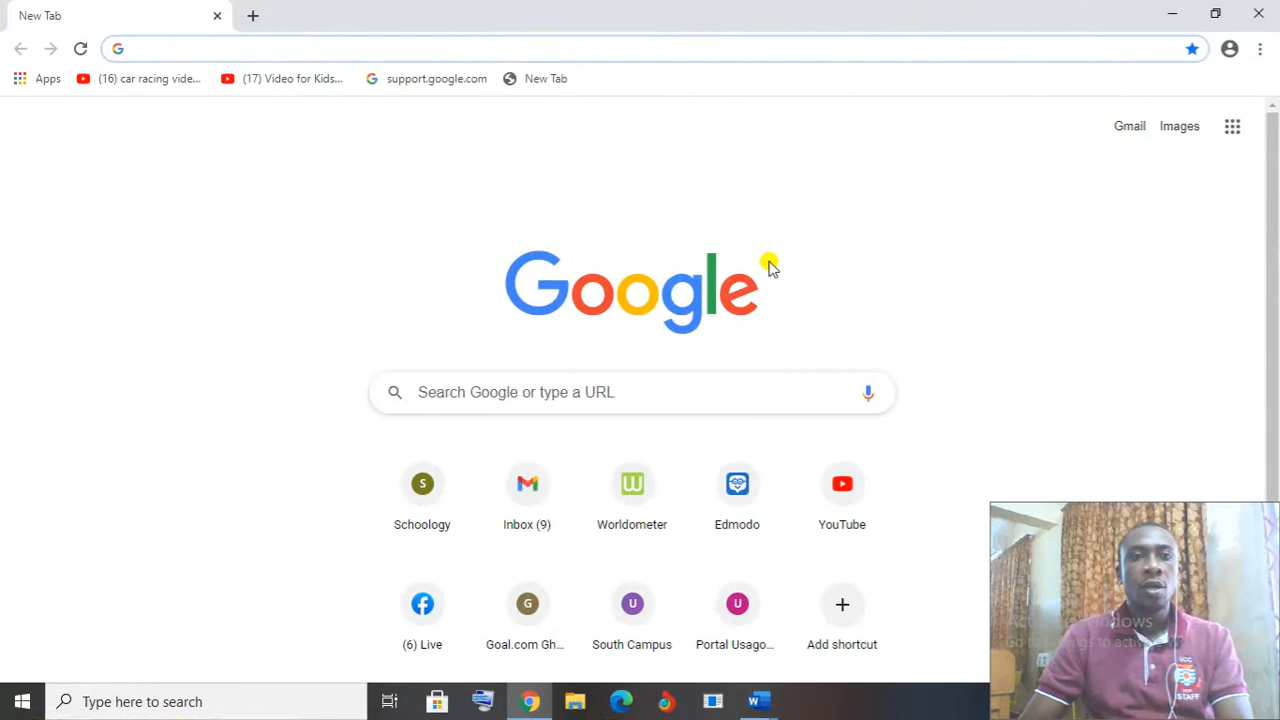 New Tab
Apps
(16) car racing vide...
(17) Video for Kids...
support.google.com
New Tab
Gmail
Images
Google
Search Google or type a URL
S
Schoology
Inbox (9)
W
Worldometer
Edmodo
YouTube
(6) Live
G
Goal.com Gh...
U
South Campus
U
Portal Usago...
Add shortcut
UCC
STAFF
Type here to search